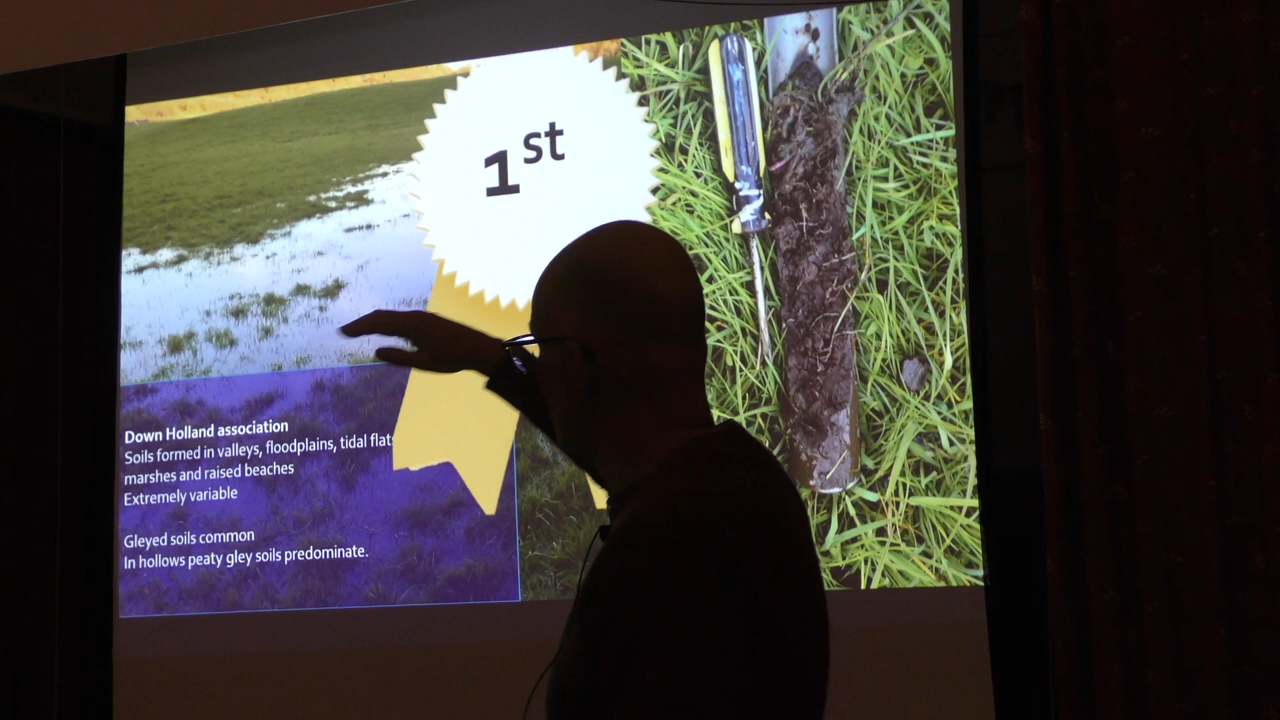 1st
Down Holland association
Soils formed in valleys, floodplains, tidal flats
marshes and raised beaches
Extremely variable
Gleyed soils common
In hollows peaty gley soils predominate.